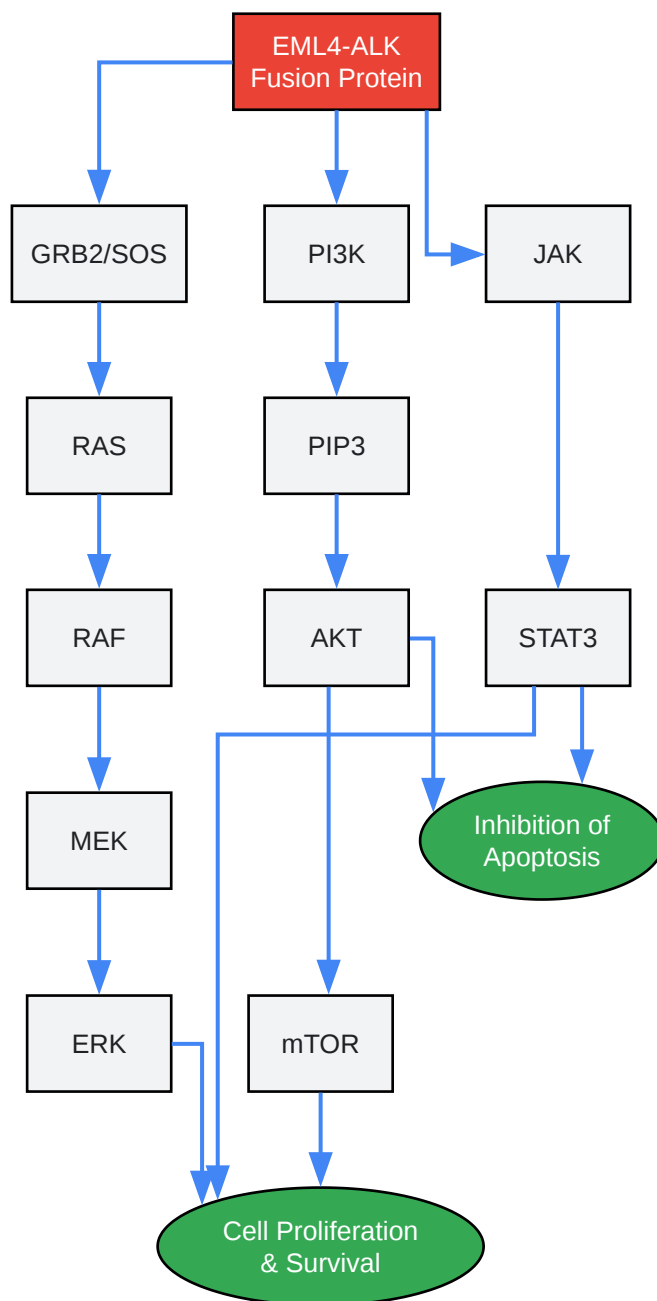 EML4-ALK
Fusion Protein
GRB2/SOS
PI3K
JAK
RAS
PIP3
RAF
AKT
STAT3
MEK
Inhibition of
Apoptosis
ERK
mTOR
Cell Proliferation
& Survival